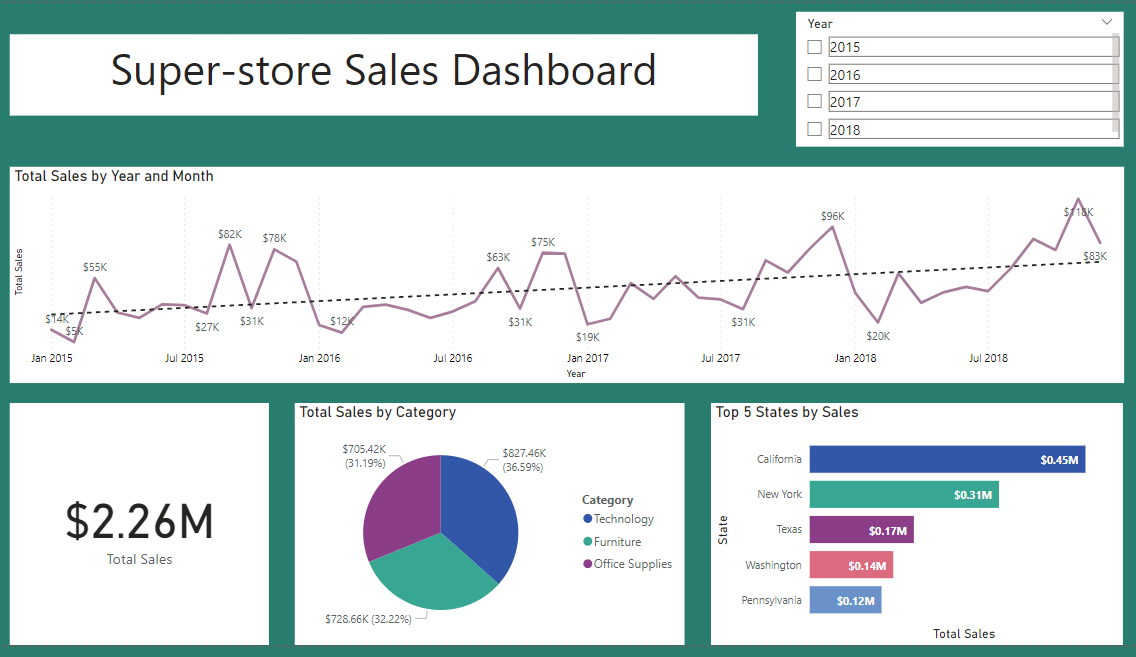 Super-store Sales Dashboard
Year
2015
2016
2017
2018
Total Sales by Year and Month
Total Sales
$14K
$5K
$55K
$27K
$82K
$31K
$78K
$12K
$63K
$31K
$75K
$19K
$31K
$96K
$20K
$118K
$83K
Jan 2015
Jul 2015
Jan 2016
Jul 2016
Jan 2017
Jul 2017
Jan 2018
Jul 2018
Year
$2.26M
Total Sales
Total Sales by Category
$705.42K
(31.19%)
$827.46K
(36.59%)
$728.66K (32.22%)
Category
Technology
Furniture
Office Supplies
Top 5 States by Sales
State
California $0.45M
New York $0.31M
Texas $0.17M
Washington $0.14M
Pennsylvania $0.12M
Total Sales